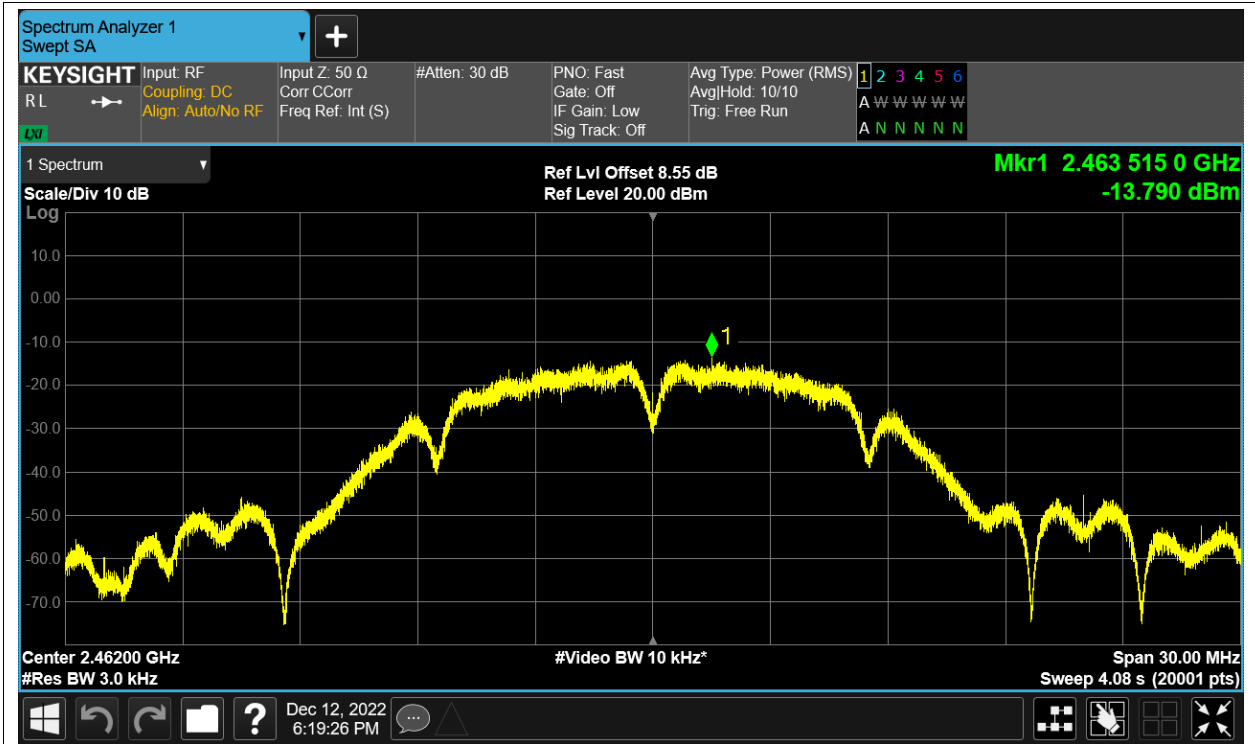 Spectrum Analyzer 1
Swept SA
KEYSIGHT
RL
LXI
Input: RF
Coupling: DC
Align: Auto/No RF
Input Z: 50 Ω
Corr CCorr
Freq Ref: Int (S)
#Atten: 30 dB
PNO: Fast
Gate: Off
IF Gain: Low
Sig Track: Off
Avg Type: Power (RMS)
Avg|Hold: 10/10
Trig: Free Run
1 2 3 4 5 6
A W W W W W
A N N N N N
1 Spectrum
Scale/Div 10 dB
Log
Ref Lvl Offset 8.55 dB
Ref Level 20.00 dBm
Mkr1 2.463 515 0 GHz
-13.790 dBm
10.0
0.00
-10.0
-20.0
-30.0
-40.0
-50.0
-60.0
-70.0
1
Center 2.46200 GHz
#Res BW 3.0 kHz
#Video BW 10 kHz*
Span 30.00 MHz
Sweep 4.08 s (20001 pts)
?
Dec 12, 2022
6:19:26 PM